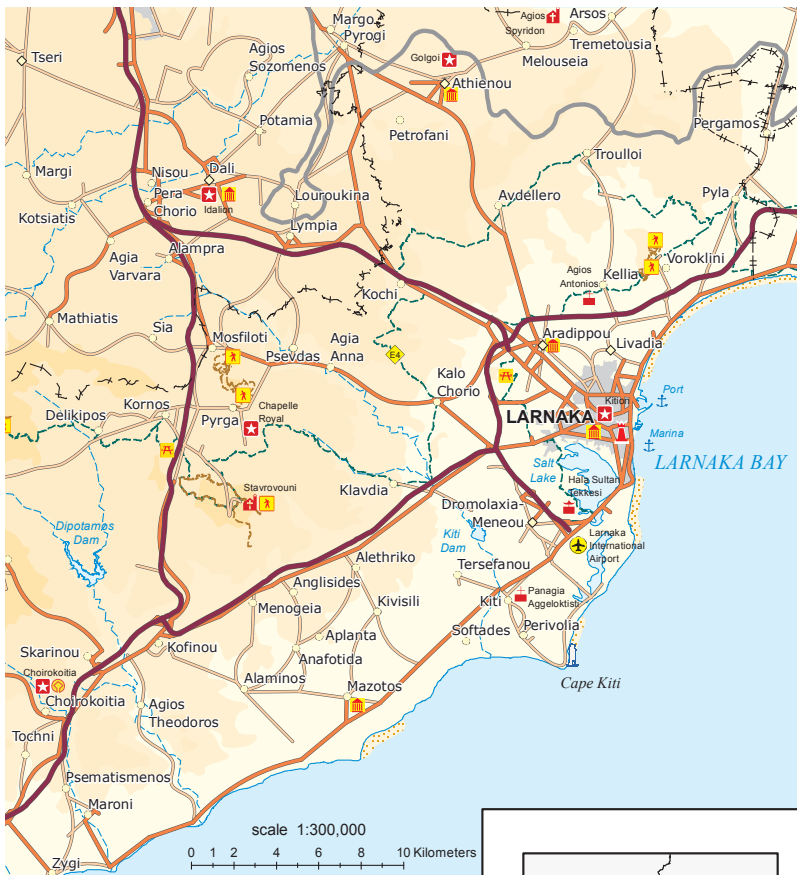 Margo
Pyrogi
Agios
Spyridon
Arsos
Tremetousia
Melouseia
Tseri
Agios
Sozomenos
Golgoi
Athienou
Potamia
Petrofani
Pergamos
Troulloi
Margi
Nisou
Dali
Pera
Chorio
Idalion
Louroukina
Avdellero
Pyla
Kotsiatis
Lympia
Agia
Varvara
Alampra
Kochi
Agios
Antonios
Kellia
Voroklini
Mathiatis
Sia
Mosfiloti
Psevdas
Agia
Anna
E4
Aradippou
Livadia
Kalo
Chorio
Delikipos
Kornos
Pyrga
Chapelle
Royal
LARNAKA
Kition
Port
Marina
LARNAKA BAY
Stavrovouni
Klavdia
Salt
Lake
Hala Sultan
Tekkesi
Dromolaxia-
Meneou
Dipotamos
Dam
Kiti
Dam
Larnaka
International
Airport
Alethriko
Tersefanou
Anglisides
Menogeia
Kivisili
Kiti
Panagia
Aggeloktisti
Aplanta
Softades
Perivolia
Skarinou
Kofinou
Anafotida
Choirokoitia
Choirokoitia
Alaminos
Mazotos
Cape Kiti
Agios
Theodoros
Tochni
Psematismenos
Maroni
Zygi
scale 1:300,000
0 1 2 4 6 8 10 Kilometers